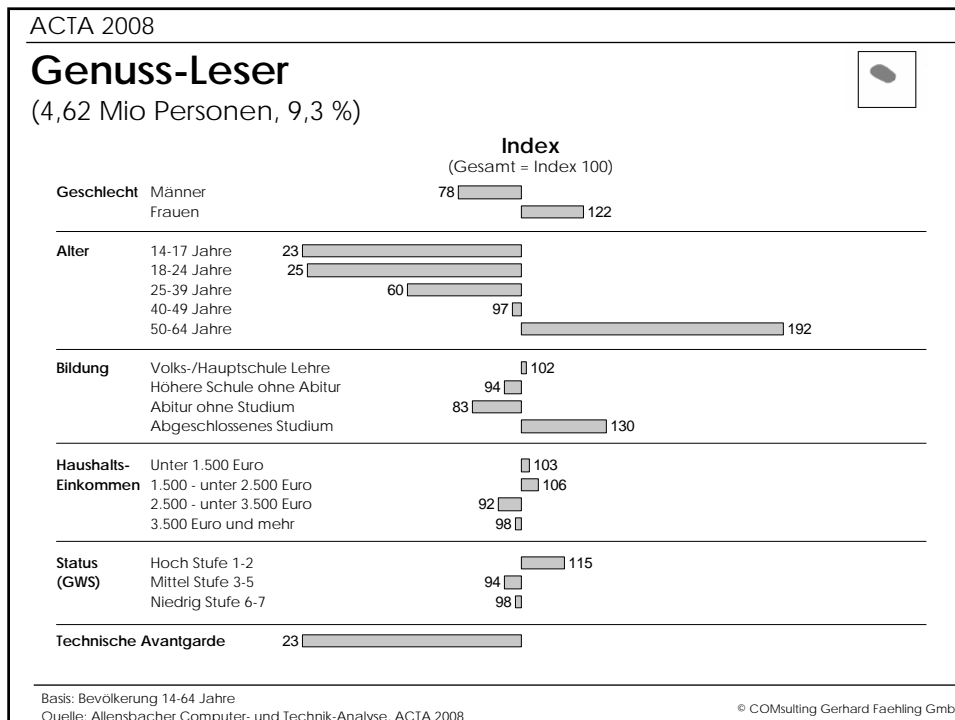 ACTA 2008
Genuss-Leser
(4,62 Mio Personen, 9,3 %)
Index
(Gesamt = Index 100)
Geschlecht Männer 78
Frauen 122
Alter 14-17 Jahre 23
18-24 Jahre 25
25-39 Jahre 60
40-49 Jahre 97
50-64 Jahre 192
Bildung Volks-/Hauptschule Lehre 102
Höhere Schule ohne Abitur 94
Abitur ohne Studium 83
Abgeschlossenes Studium 130
Haushalts- Unter 1.500 Euro 103
Einkommen 1.500 - unter 2.500 Euro 106
2.500 - unter 3.500 Euro 92
3.500 Euro und mehr 98
Status Hoch Stufe 1-2 115
(GWS) Mittel Stufe 3-5 94
Niedrig Stufe 6-7 98
Technische Avantgarde 23
Basis: Bevölkerung 14-64 Jahre
Quelle: Allensbacher Computer- und Technik-Analyse, ACTA 2008
© COMsulting Gerhard Faehling Gmb